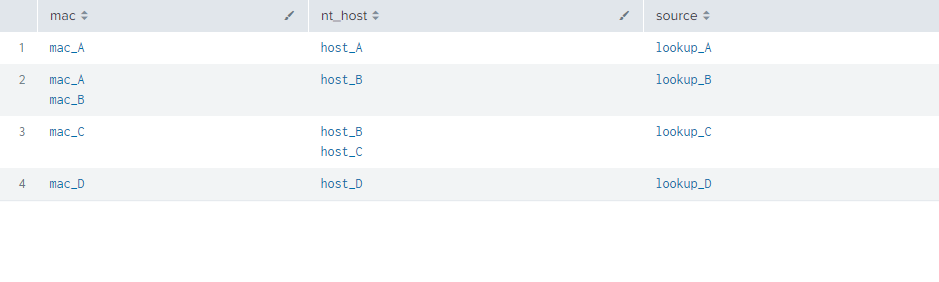 mac nt_host source
1 mac_A host_A lookup_A
2 mac_A host_B lookup_B
mac_B
3 mac_C host_B lookup_C
host_C
4 mac_D host_D lookup_D